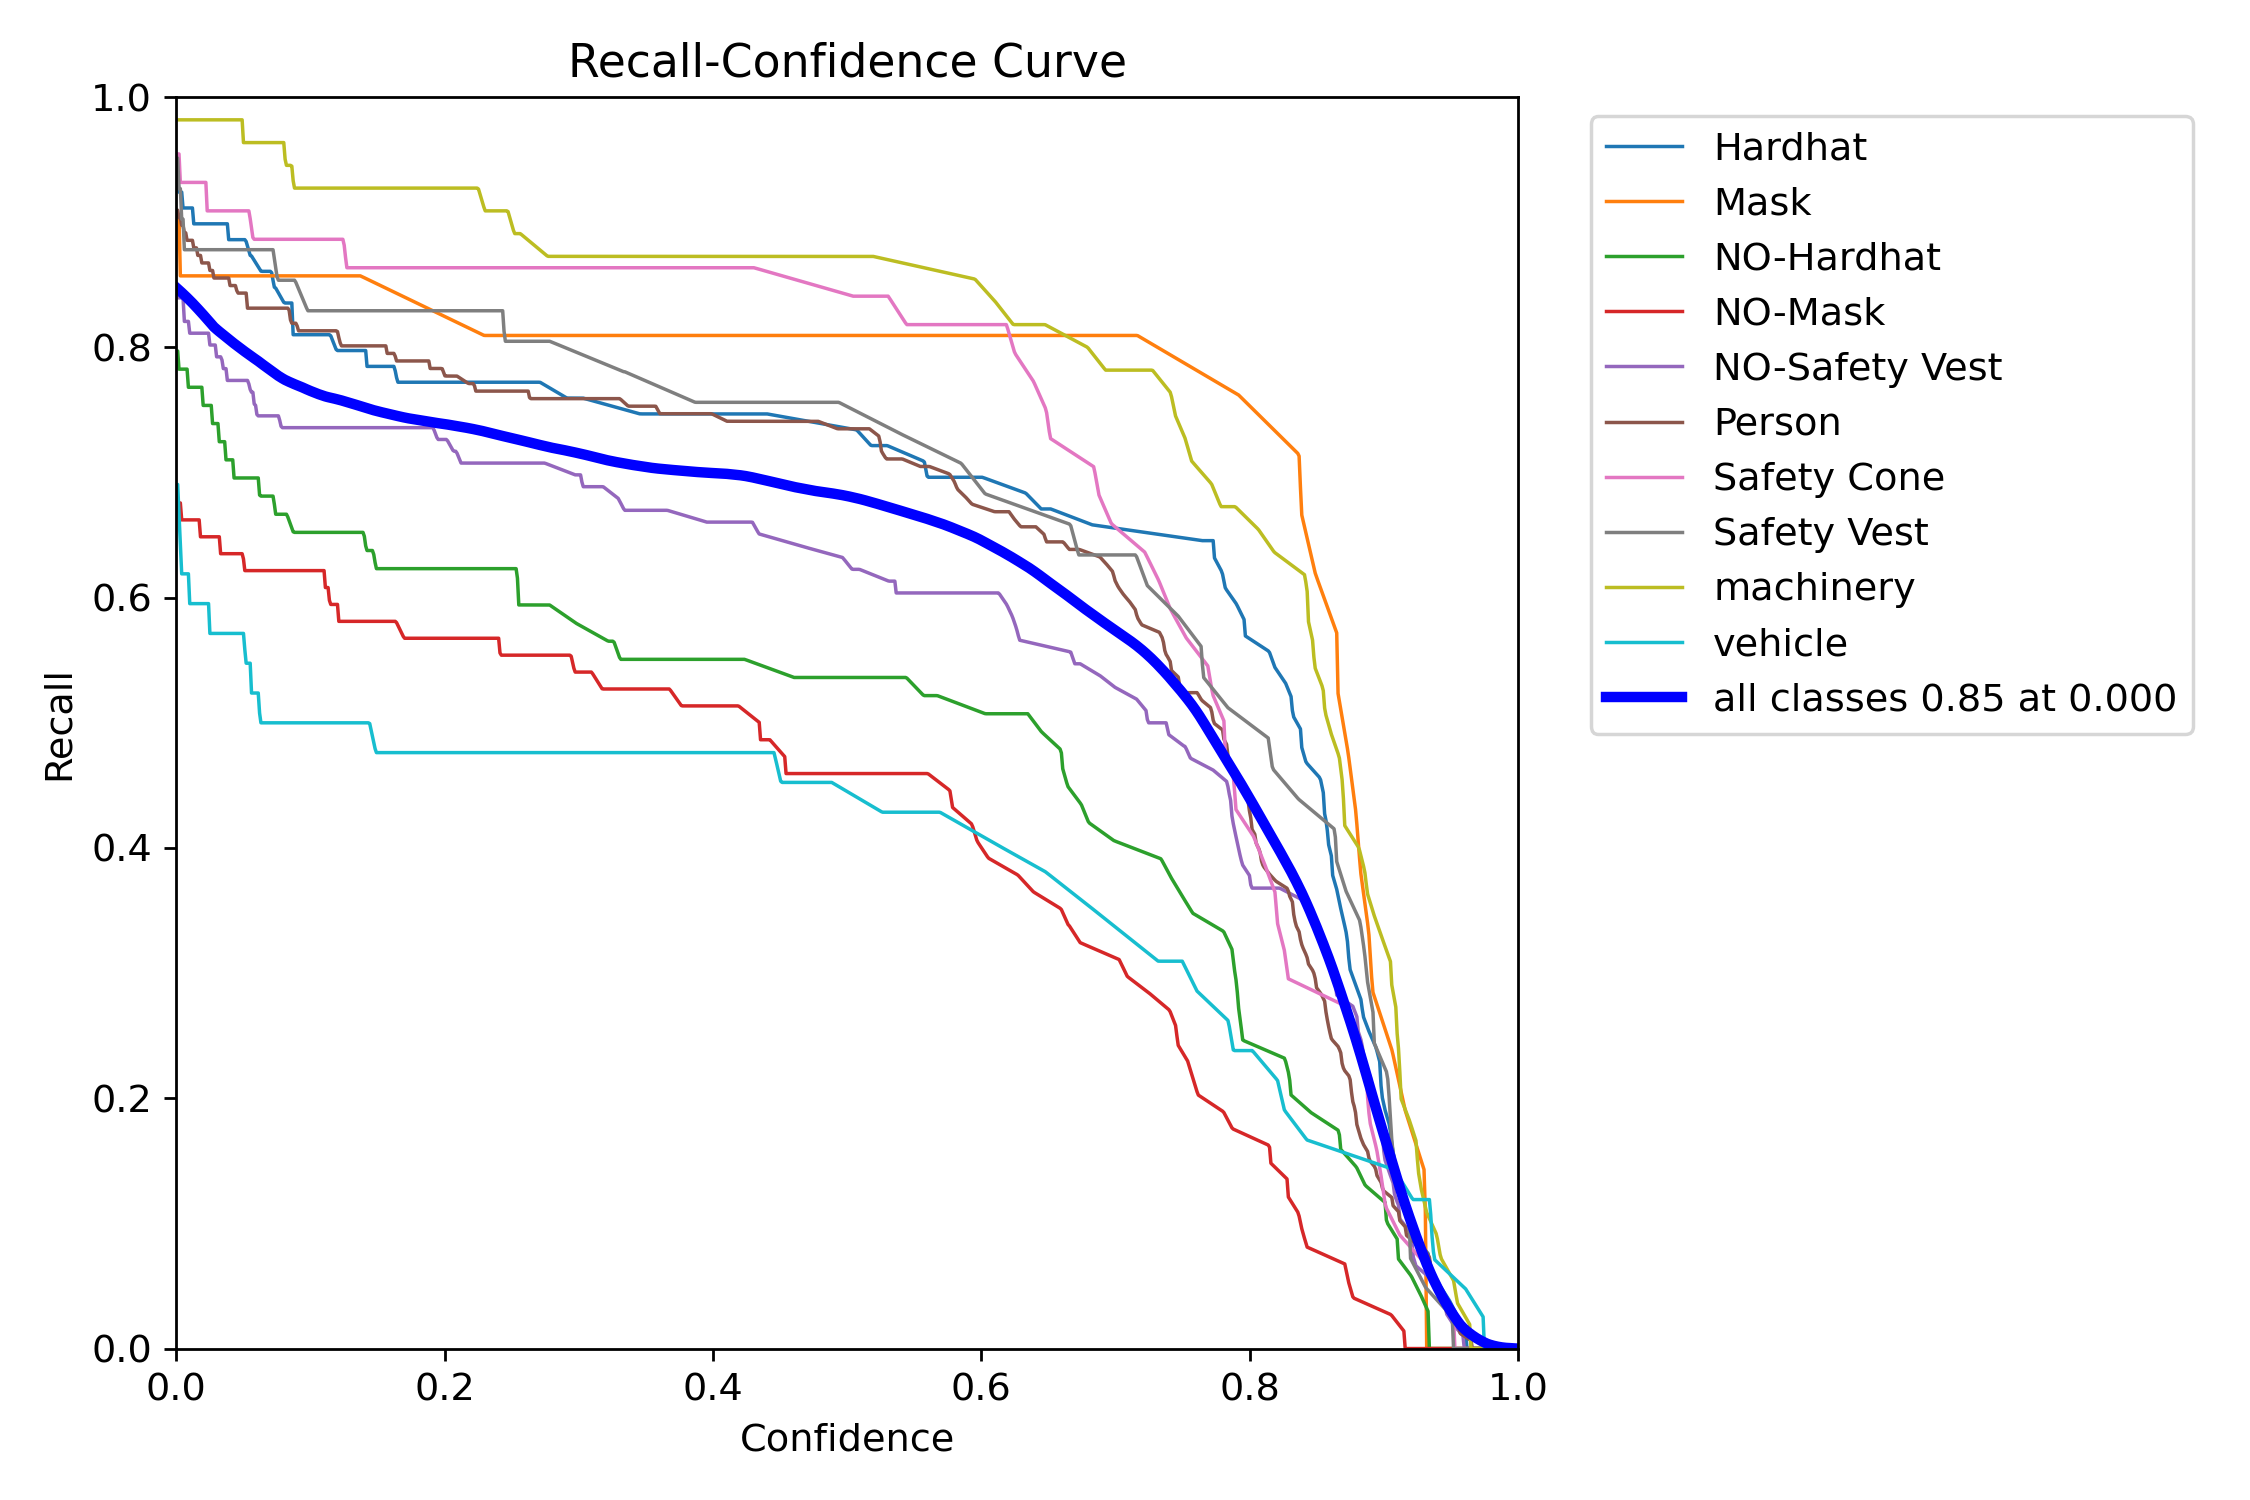 Recall-Confidence Curve
1.0
0.8
0.6
0.4
0.2
0.0
Recall
0.0 0.2 0.4 0.6 0.8 1.0
Confidence
Hardhat
Mask
NO-Hardhat
NO-Mask
NO-Safety Vest
Person
Safety Cone
Safety Vest
machinery
vehicle
all classes 0.85 at 0.000